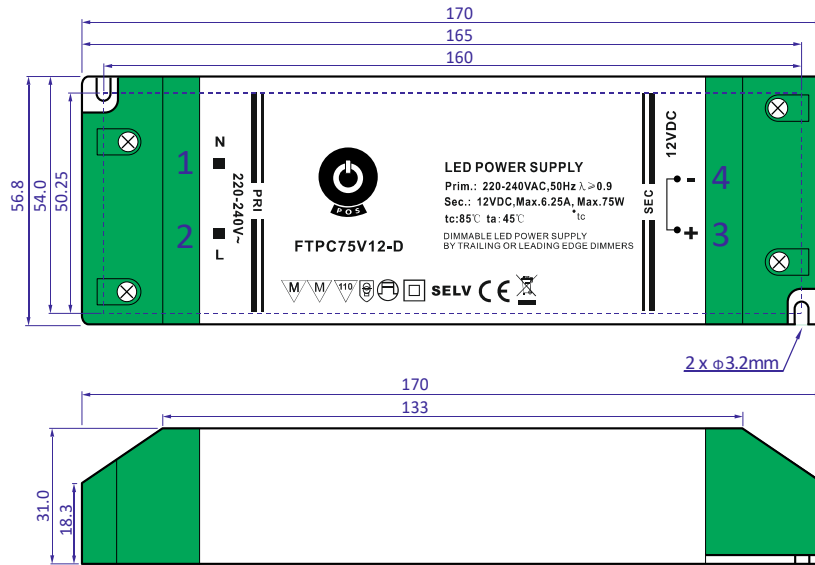 170
165
160
56.8
54.0
50.25
1
2
N
L
220-240V~
PRI
POS
FTPC75V12-D
LED POWER SUPPLY
Prim.: 220-240VAC,50Hz λ≥0.9
Sec.: 12VDC,Max.6.25A, Max.75W
tc:85℃ ta:45℃ tc
DIMMABLE LED POWER SUPPLY
BY TRAILING OR LEADING EDGE DIMMERS
M M 110 SELV CE
SEC
12VDC
-
+
4
3
2 x Φ3.2mm
170
133
31.0
18.3